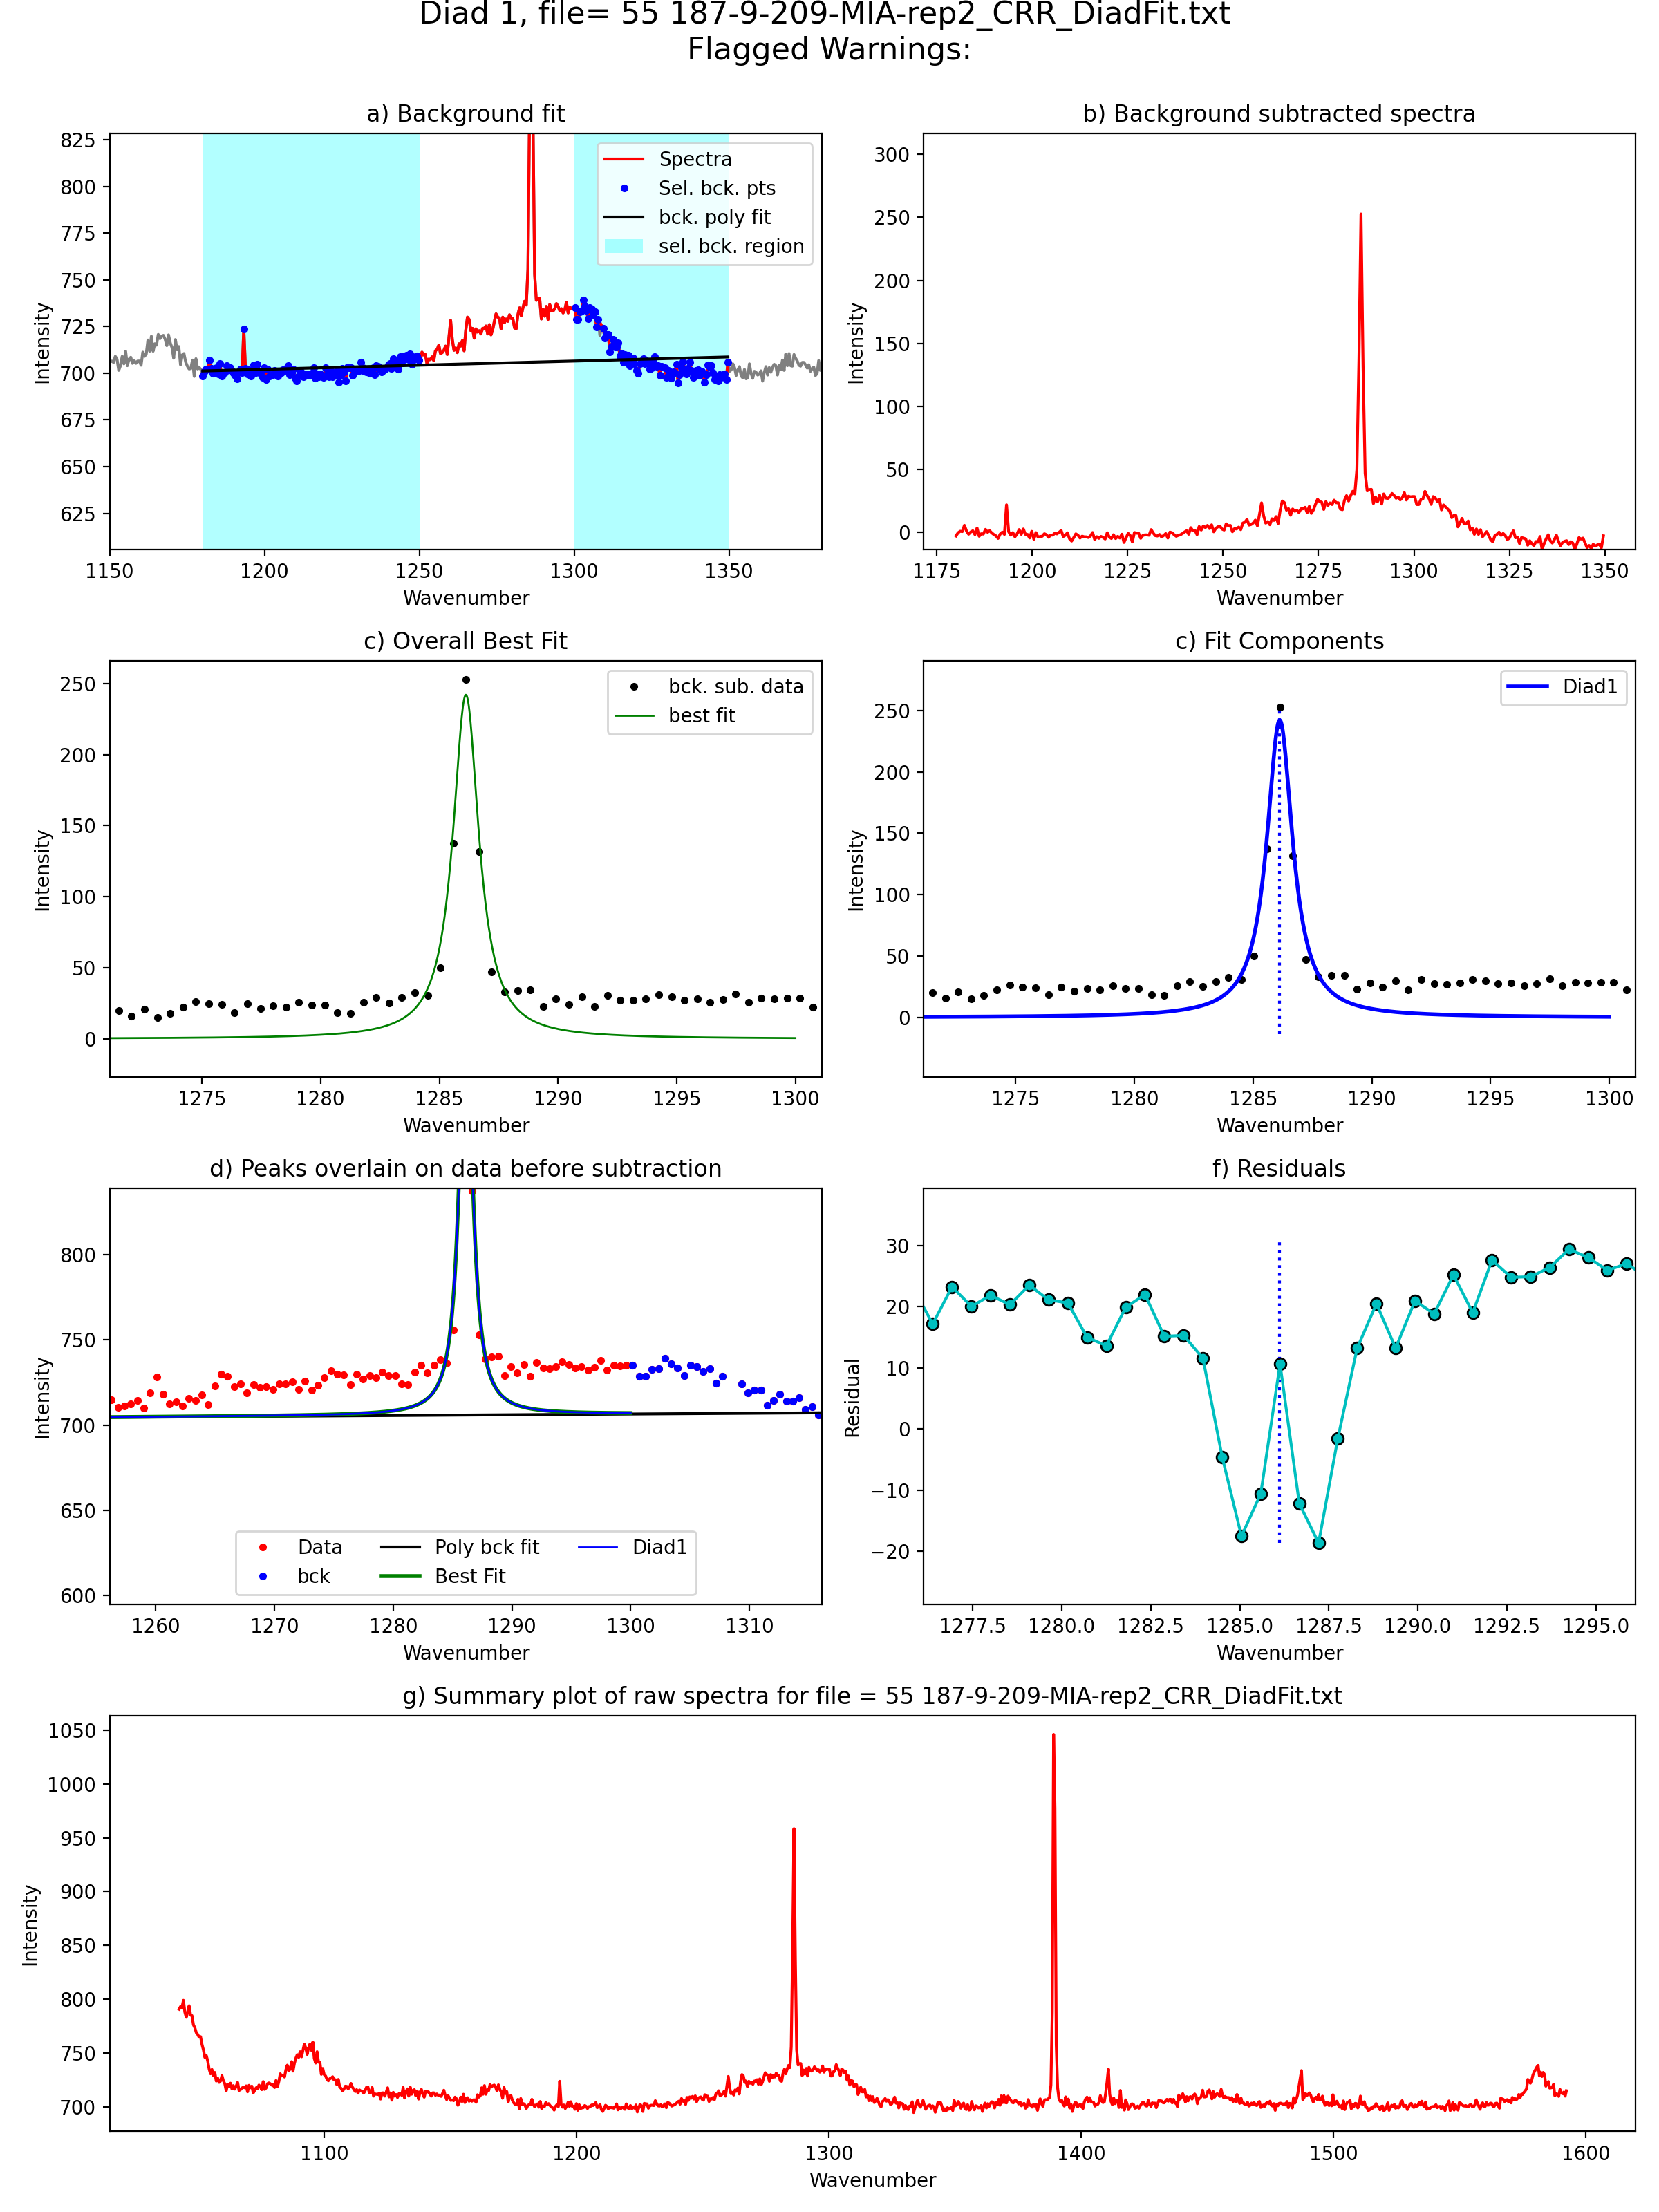 Diad 1, file= 55 187-9-209-MIA-rep2_CRR_DiadFit.txt
Flagged Warnings:
a) Background fit
825
800
775
750
725
700
675
650
625
Intensity
1150 1200 1250 1300 1350
Wavenumber
Spectra
Sel. bck. pts
bck. poly fit
sel. bck. region
b) Background subtracted spectra
300
250
200
150
100
50
0
Intensity
1175 1200 1225 1250 1275 1300 1325 1350
Wavenumber
c) Overall Best Fit
250
200
150
100
50
0
Intensity
1275 1280 1285 1290 1295 1300
Wavenumber
bck. sub. data
best fit
c) Fit Components
250
200
150
100
50
0
Intensity
1275 1280 1285 1290 1295 1300
Wavenumber
Diad1
d) Peaks overlain on data before subtraction
800
750
700
650
600
Intensity
1260 1270 1280 1290 1300 1310
Wavenumber
Data
bck
Poly bck fit
Best Fit
Diad1
f) Residuals
30
20
10
0
−10
−20
Residual
1277.5 1280.0 1282.5 1285.0 1287.5 1290.0 1292.5 1295.0
Wavenumber
g) Summary plot of raw spectra for file = 55 187-9-209-MIA-rep2_CRR_DiadFit.txt
1050
1000
950
900
850
800
750
700
Intensity
1100 1200 1300 1400 1500 1600
Wavenumber